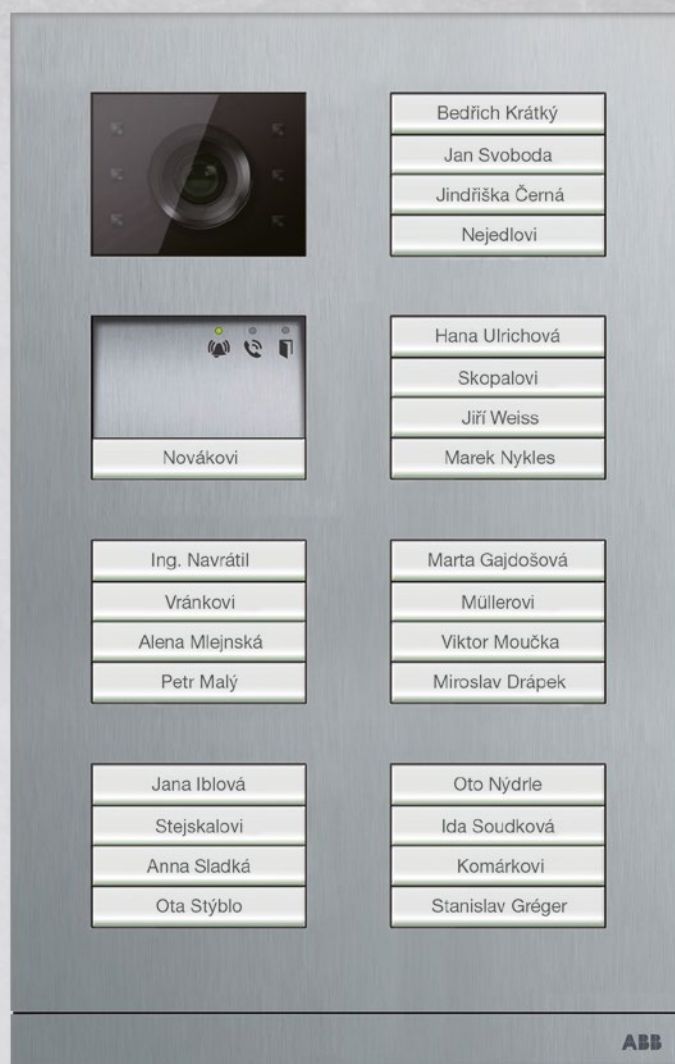 Bedřich Krátký
Jan Svoboda
Jindřiška Černá
Nejedlovi
Novákovi
Hana Ulrichová
Skopalovi
Jiří Weiss
Marek Nykles
Ing. Navrátil
Vránkovi
Alena Mlejnská
Petr Malý
Marta Gajdošová
Müllerovi
Viktor Moučka
Miroslav Drápek
Jana Iblová
Stejskalovi
Anna Sladká
Ota Stýblo
Oto Nýdrle
Ida Soudková
Komárkovi
Stanislav Gréger
ABB